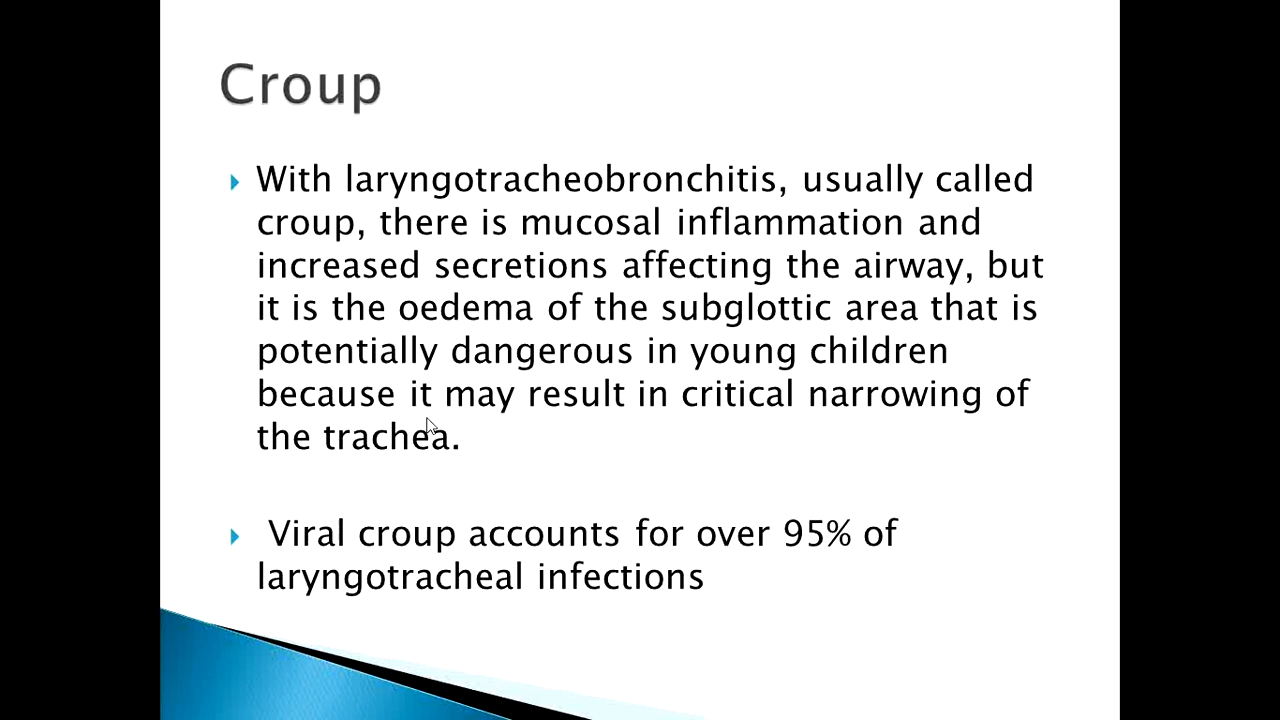 Croup
With laryngotracheobronchitis, usually called
croup, there is mucosal inflammation and
increased secretions affecting the airway, but
it is the oedema of the subglottic area that is
potentially dangerous in young children
because it may result in critical narrowing of
the trachea.
Viral croup accounts for over 95% of
laryngotracheal infections